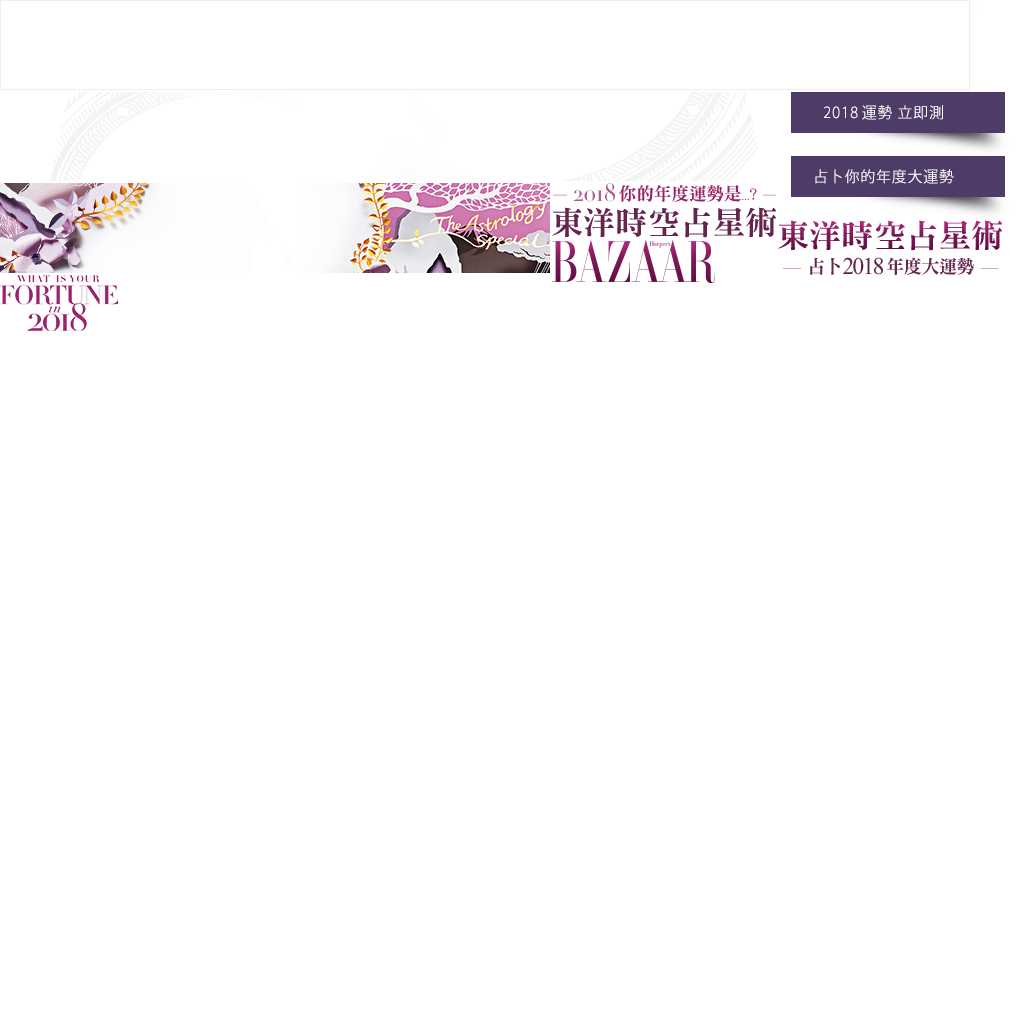 2018 運勢 立即測
占卜你的年度大運勢
The Astrology
special
2018 你的年度運勢是...?
東洋時空占星術
Harper's
BAZAAR
東洋時空占星術
占卜2018年度大運勢
WHAT IS YOUR
FORTUNE
in
2018